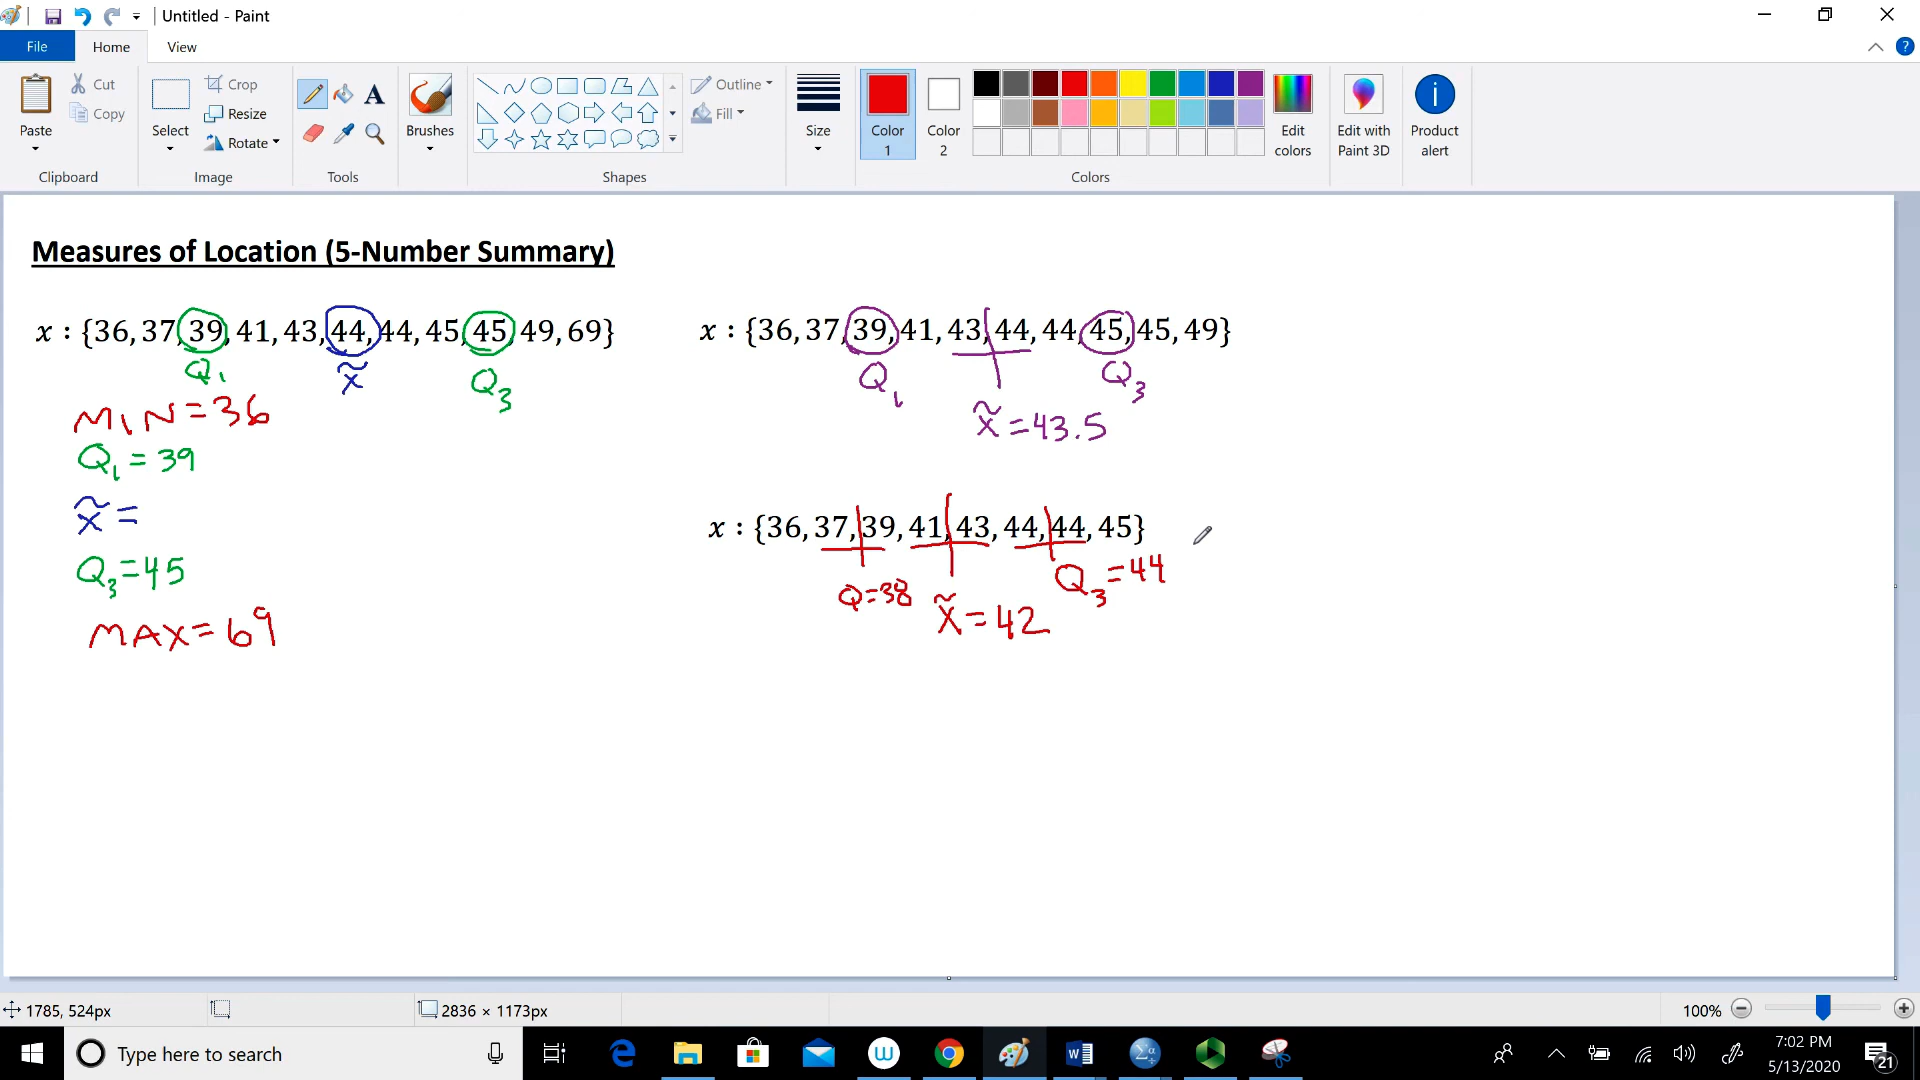 Untitled - Paint
File Home View
Paste
Cut
Copy
Clipboard
Select
Crop
Resize
Rotate
Image
A
Tools
Brushes
Outline
Fill
Shapes
Size
Color 1
Color 2
Edit colors
Edit with Paint 3D
Product alert
Colors
Measures of Location (5-Number Summary)
x : {36, 37, 39, 41, 43, 44, 44, 45, 45, 49, 69}
Q₁ x̃ Q₃
MIN = 36
Q₁ = 39
x̃ =
Q₃ = 45
MAX = 69
x : {36, 37, 39, 41, 43, 44, 44, 45, 45, 49}
Q₁ Q₃
x̃ = 43.5
x : {36, 37, 39, 41, 43, 44, 44, 45}
Q = 38 x̃ = 42 Q₃ = 44
1785, 524px
2836 × 1173px
100%
Type here to search
7:02 PM
5/13/2020
21